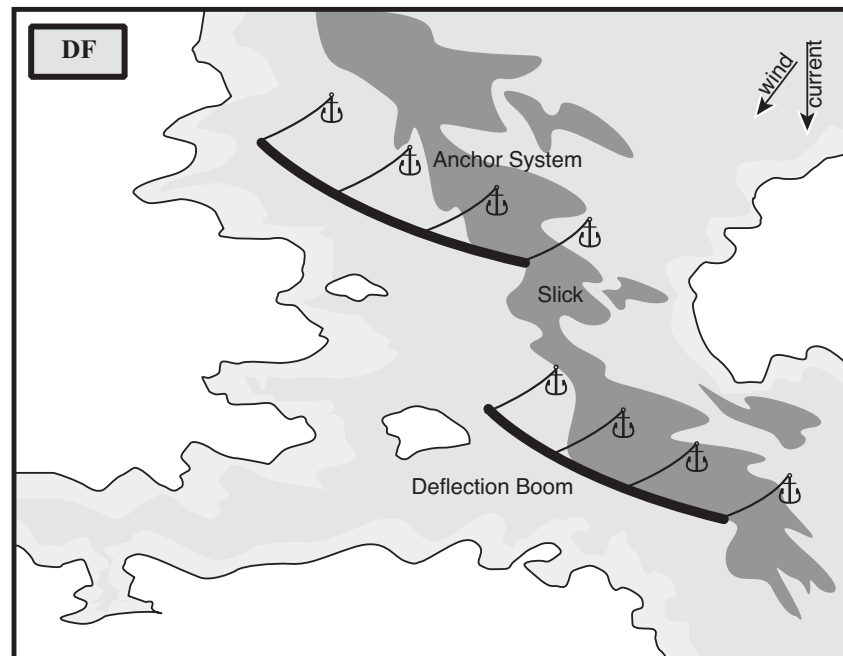 DF
wind
current
Anchor System
Slick
Deflection Boom